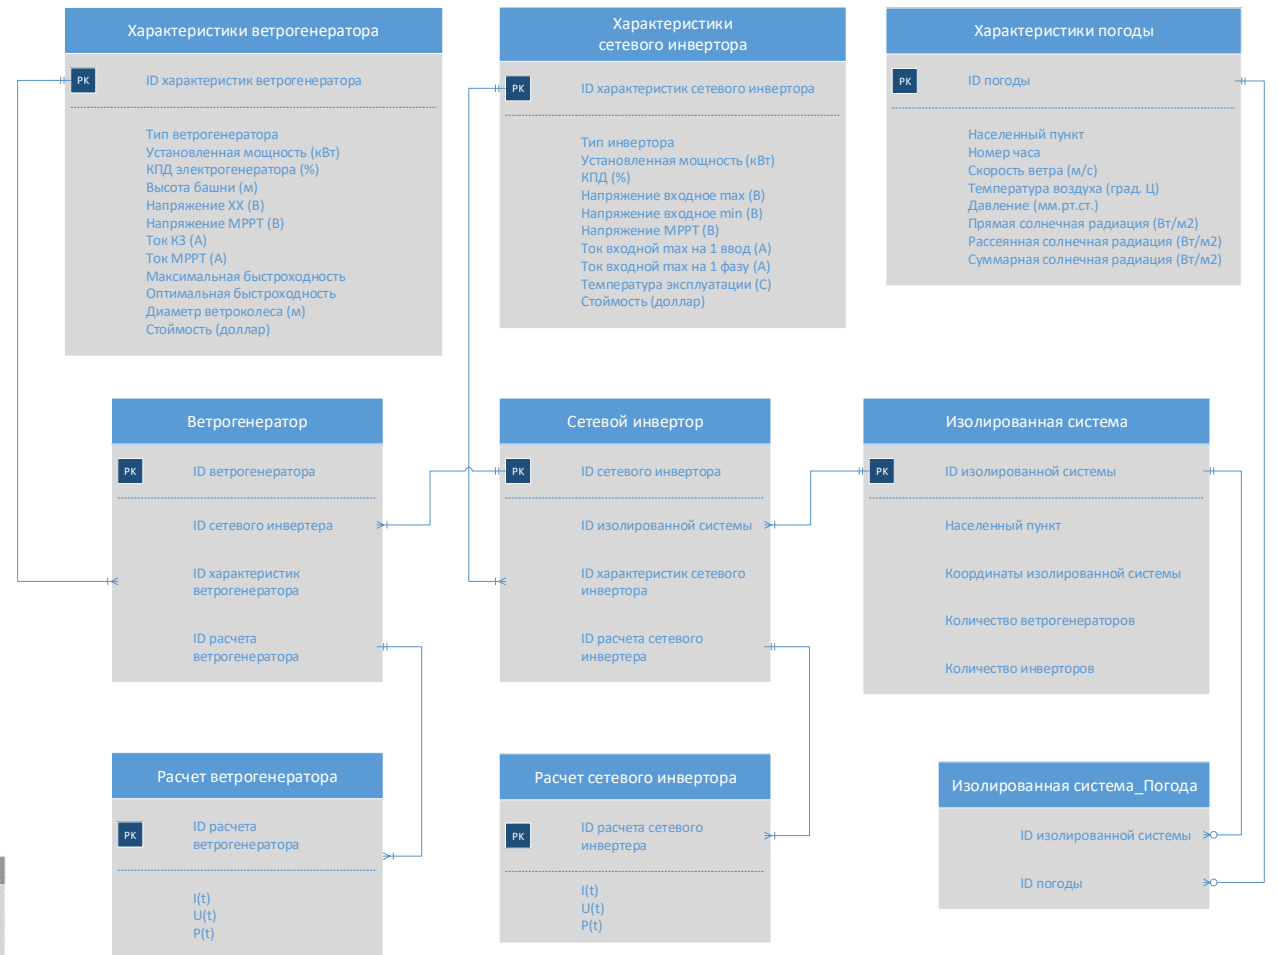 Характеристики ветрогенератора
PK
ID характеристик ветрогенератора
Тип ветрогенератора
Установленная мощность (кВт)
КПД электрогенератора (%)
Высота башни (м)
Напряжение ХХ (В)
Напряжение МРРТ (В)
Ток КЗ (А)
Ток МРРТ (А)
Максимальная быстроходность
Оптимальная быстроходность
Диаметр ветроколеса (м)
Стоимость (доллар)
Характеристики
сетевого инвертора
PK
ID характеристик сетевого инвертора
Тип инвертора
Установленная мощность (кВт)
КПД (%)
Напряжение входное max (В)
Напряжение входное min (В)
Напряжение МРРТ (В)
Ток входной max на 1 ввод (А)
Ток входной max на 1 фазу (А)
Температура эксплуатации (С)
Стоимость (доллар)
Характеристики погоды
PK
ID погоды
Населенный пункт
Номер часа
Скорость ветра (м/с)
Температура воздуха (град. Ц)
Давление (мм.рт.ст.)
Прямая солнечная радиация (Вт/м2)
Рассеянная солнечная радиация (Вт/м2)
Суммарная солнечная радиация (Вт/м2)
Ветрогенератор
PK
ID ветрогенератора
ID сетевого инвертера
ID характеристик
ветрогенератора
ID расчета
ветрогенератора
Сетевой инвертор
PK
ID сетевого инвертора
ID изолированной системы
ID характеристик сетевого
инвертора
ID расчета сетевого
инвертера
Изолированная система
PK
ID изолированной системы
Населенный пункт
Координаты изолированной системы
Количество ветрогенераторов
Количество инверторов
Расчет ветрогенератора
PK
ID расчета
ветрогенератора
I(t)
U(t)
P(t)
Расчет сетевого инвертора
PK
ID расчета сетевого
инвертера
I(t)
U(t)
P(t)
Изолированная система_Погода
ID изолированной системы
ID погоды